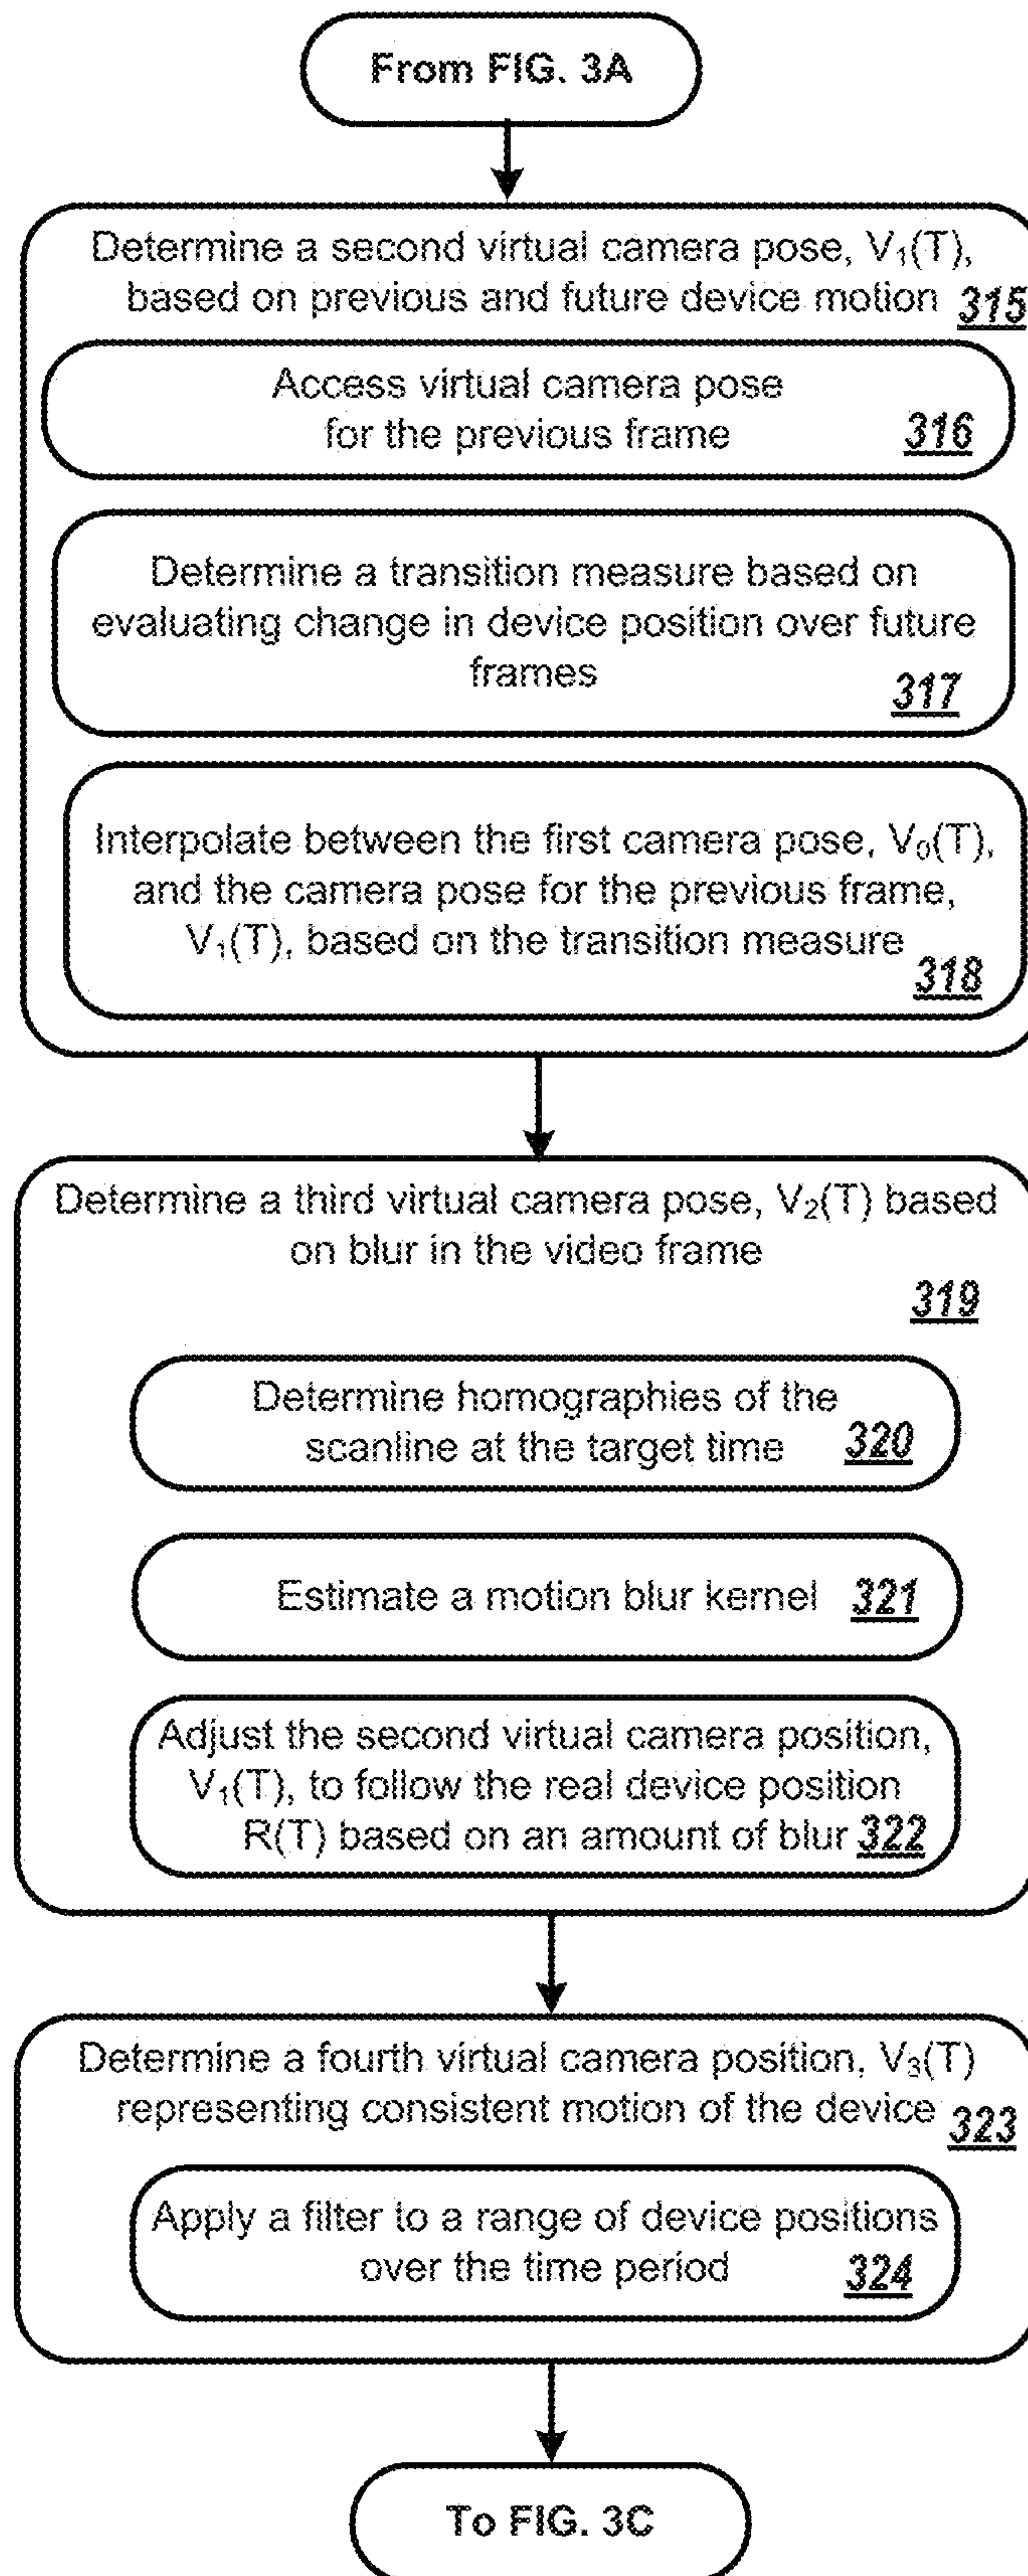 From FIG. 3A
Determine a second virtual camera pose, V₁(T),
based on previous and future device motion 315
Access virtual camera pose
for the previous frame 316
Determine a transition measure based on
evaluating change in device position over future
frames
317
Interpolate between the first camera pose, V₀(T),
and the camera pose for the previous frame,
V₁(T), based on the transition measure
318
Determine a third virtual camera pose, V₂(T) based
on blur in the video frame
319
Determine homographies of the
scanline at the target time 320
Estimate a motion blur kernel 321
Adjust the second virtual camera position,
V₁(T), to follow the real device position
R(T) based on an amount of blur 322
Determine a fourth virtual camera position, V₃(T)
representing consistent motion of the device 323
Apply a filter to a range of device positions
over the time period 324
To FIG. 3C